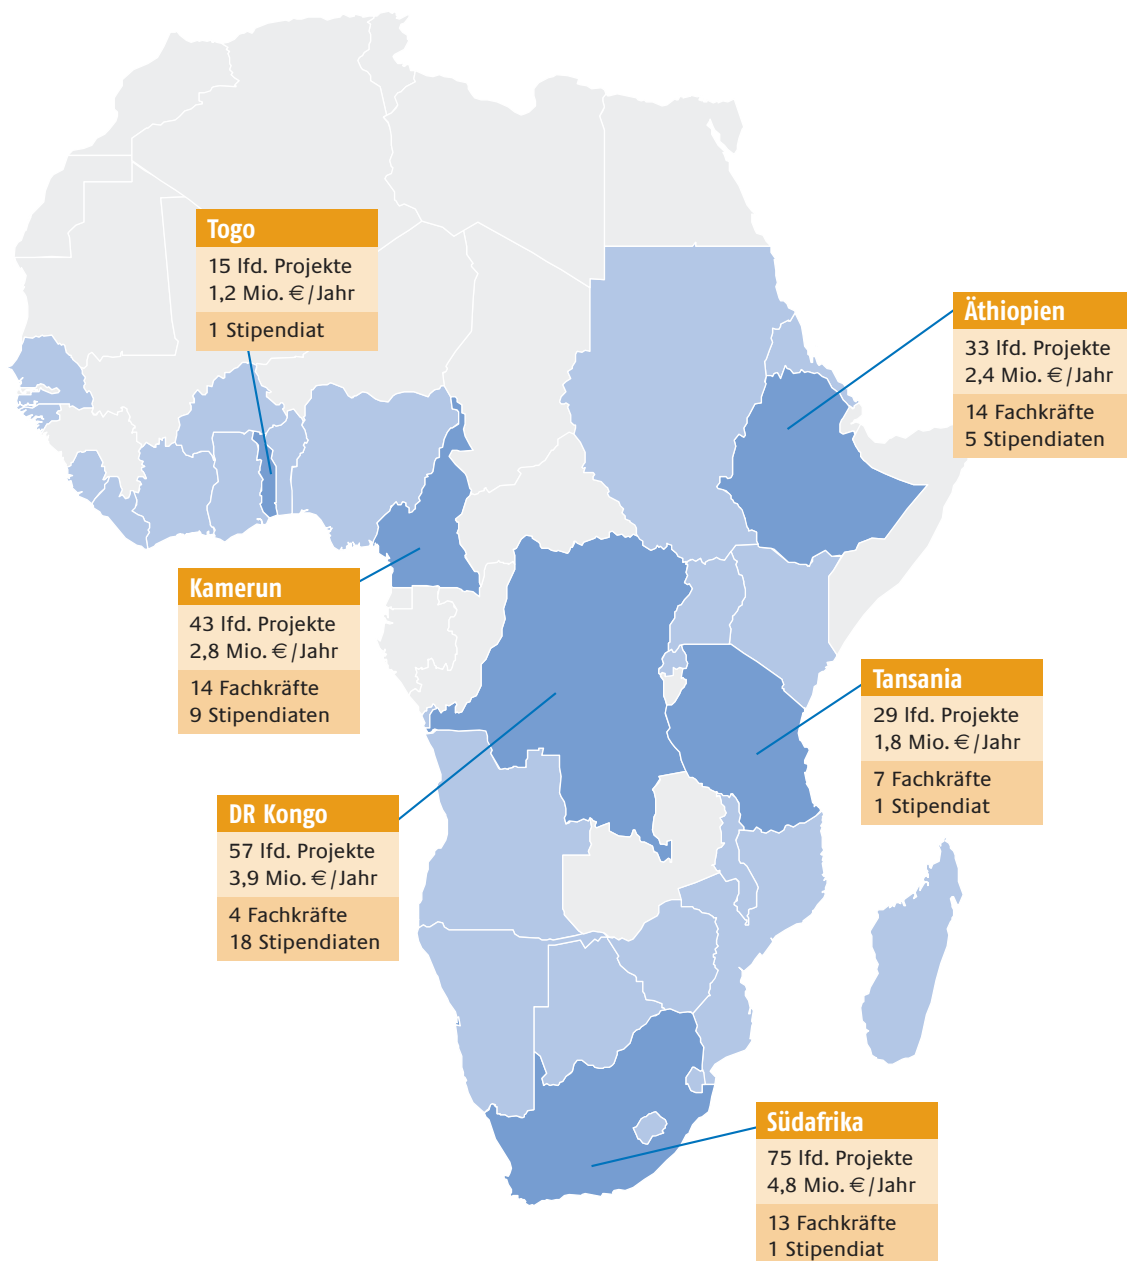 Togo
15 lfd. Projekte
1,2 Mio. €/Jahr
1 Stipendiat
Äthiopien
33 lfd. Projekte
2,4 Mio. €/Jahr
14 Fachkräfte
5 Stipendiaten
Kamerun
43 lfd. Projekte
2,8 Mio. €/Jahr
14 Fachkräfte
9 Stipendiaten
Tansania
29 lfd. Projekte
1,8 Mio. €/Jahr
7 Fachkräfte
1 Stipendiat
DR Kongo
57 lfd. Projekte
3,9 Mio. €/Jahr
4 Fachkräfte
18 Stipendiaten
Südafrika
75 lfd. Projekte
4,8 Mio. €/Jahr
13 Fachkräfte
1 Stipendiat